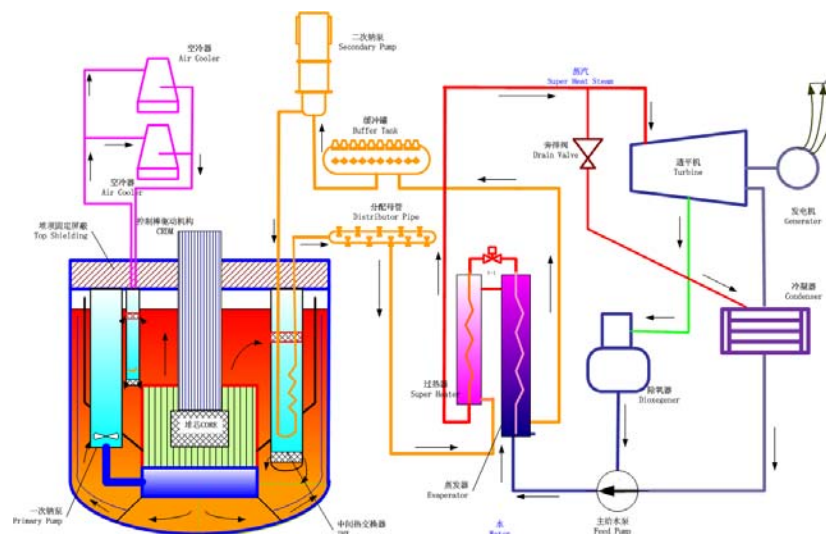 空冷器
Air Cooler
二次钠泵
Secondary Pump
缓冲罐
Buffer Tank
蒸汽
Super Heat Steam
旁排阀
Drain Valve
透平机
Turbine
发电机
Generator
空冷器
Air Cooler
控制棒驱动机构
CRDM
堆顶固定屏蔽
Top Shielding
分配母管
Distributor Pipe
冷凝器
Condenser
过热器
Super Heater
除氧器
Dioxegener
堆芯CORE
蒸发器
Evaporator
一次钠泵
Primary Pump
中间热交换器
水
主给水泵
Feed Pump